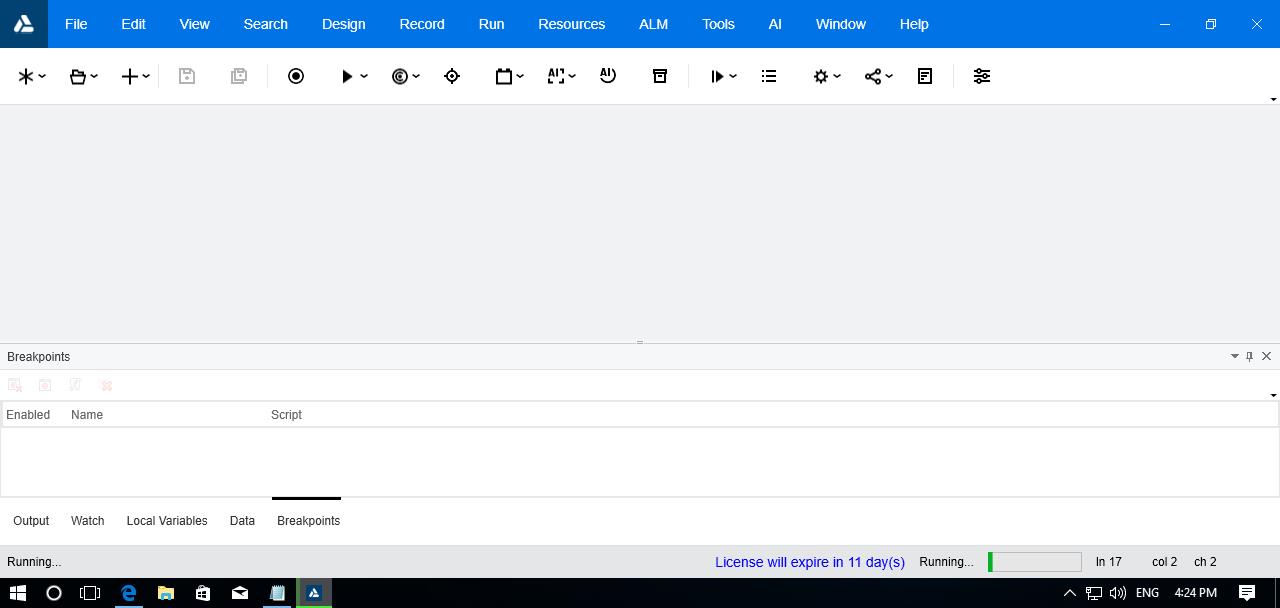 File Edit View Search Design Record Run Resources ALM Tools AI Window Help
AI AI
Breakpoints
Enabled Name Script
Output Watch Local Variables Data Breakpoints
Running... License will expire in 11 day(s) Running... ln 17 col 2 ch 2
ENG 4:24 PM